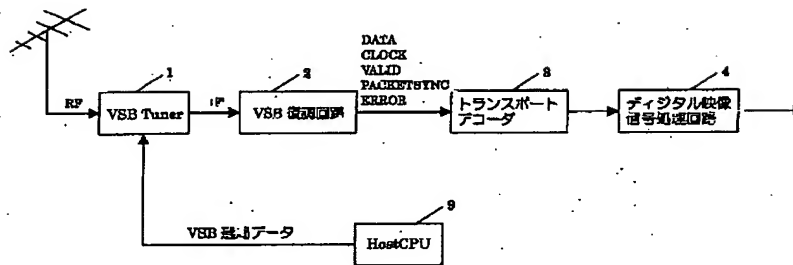 DATA
CLOCK
VALID
PACKETSYNC
ERROR
1
2
3
4
RF
VSB Tuner
IF
VSB 復調回路
トランスポート
デコーダ
ディジタル映像
信号処理回路
9
VSB 選局データ
HostCPU